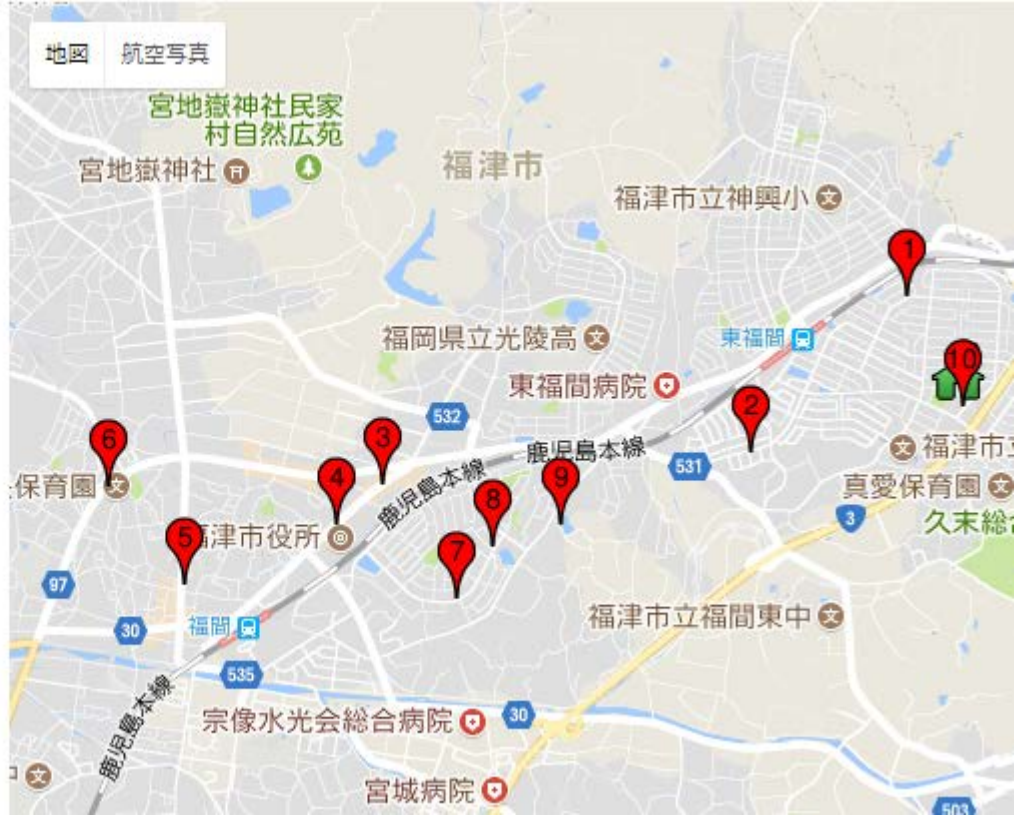 地図 航空写真
宮地嶽神社民家
村自然広苑
宮地嶽神社
福津市
福津市立神興小
1
福岡県立光陵高
東福間
東福間病院
10
532
2
3
鹿児島本線
鹿児島本線
531
福津市立
6
保育園
4
8
9
真愛保育園
3
久末総合
5
津市役所
7
97
30
福間
福津市立福間東中
535
鹿児島本線
宗像水光会総合病院
30
宮城病院
503